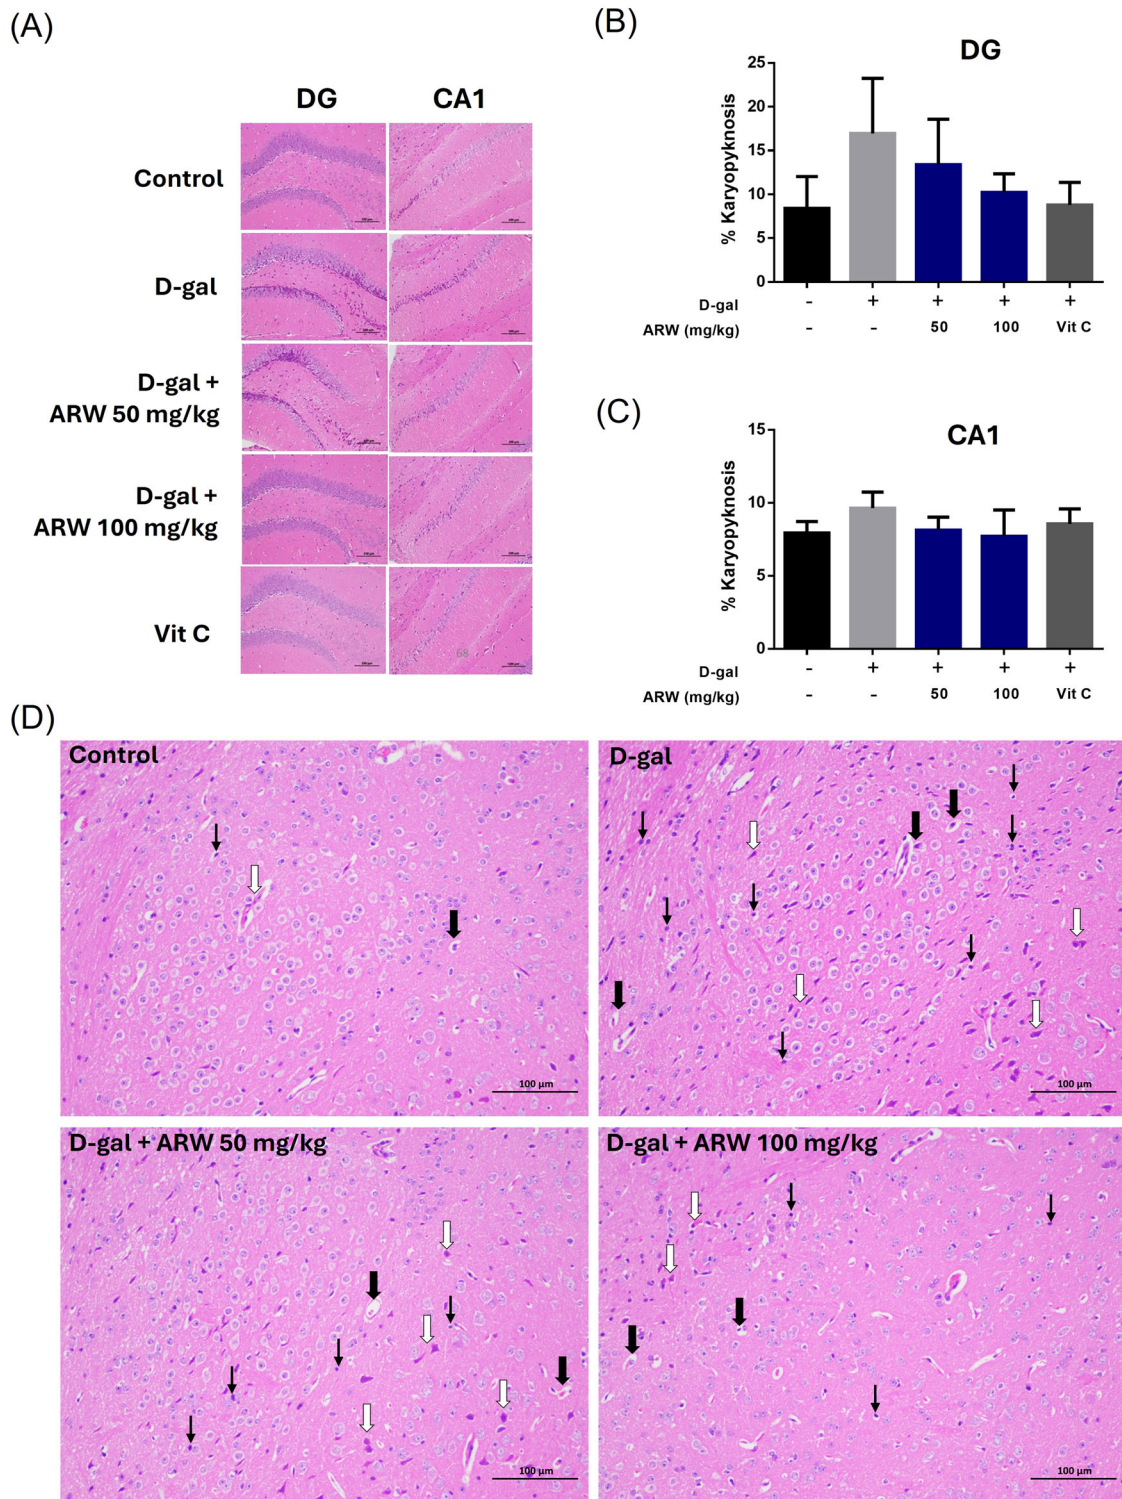 (A)
DG CA1
Control
D-gal
D-gal +
ARW 50 mg/kg
D-gal +
ARW 100 mg/kg
Vit C
68
(B)
DG
% Karyopyknosis
25
20
15
10
5
0
D-gal - + + + +
ARW (mg/kg) - - 50 100 Vit C
(C)
CA1
% Karyopyknosis
15
10
5
0
D-gal - + + + +
ARW (mg/kg) - - 50 100 Vit C
(D)
Control
100 µm
D-gal
100 µm
D-gal + ARW 50 mg/kg
100 µm
D-gal + ARW 100 mg/kg
100 µm